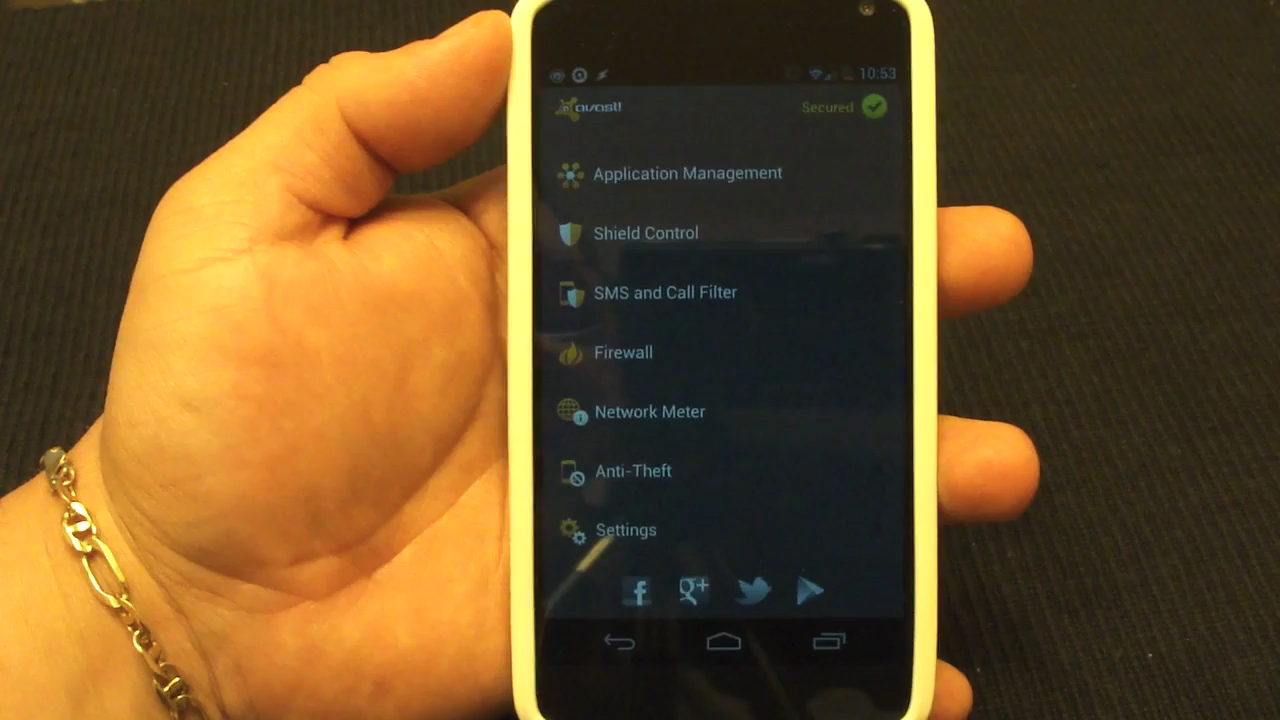 10:53
avast!
Secured
Application Management
Shield Control
SMS and Call Filter
Firewall
Network Meter
Anti-Theft
Settings
f
g+